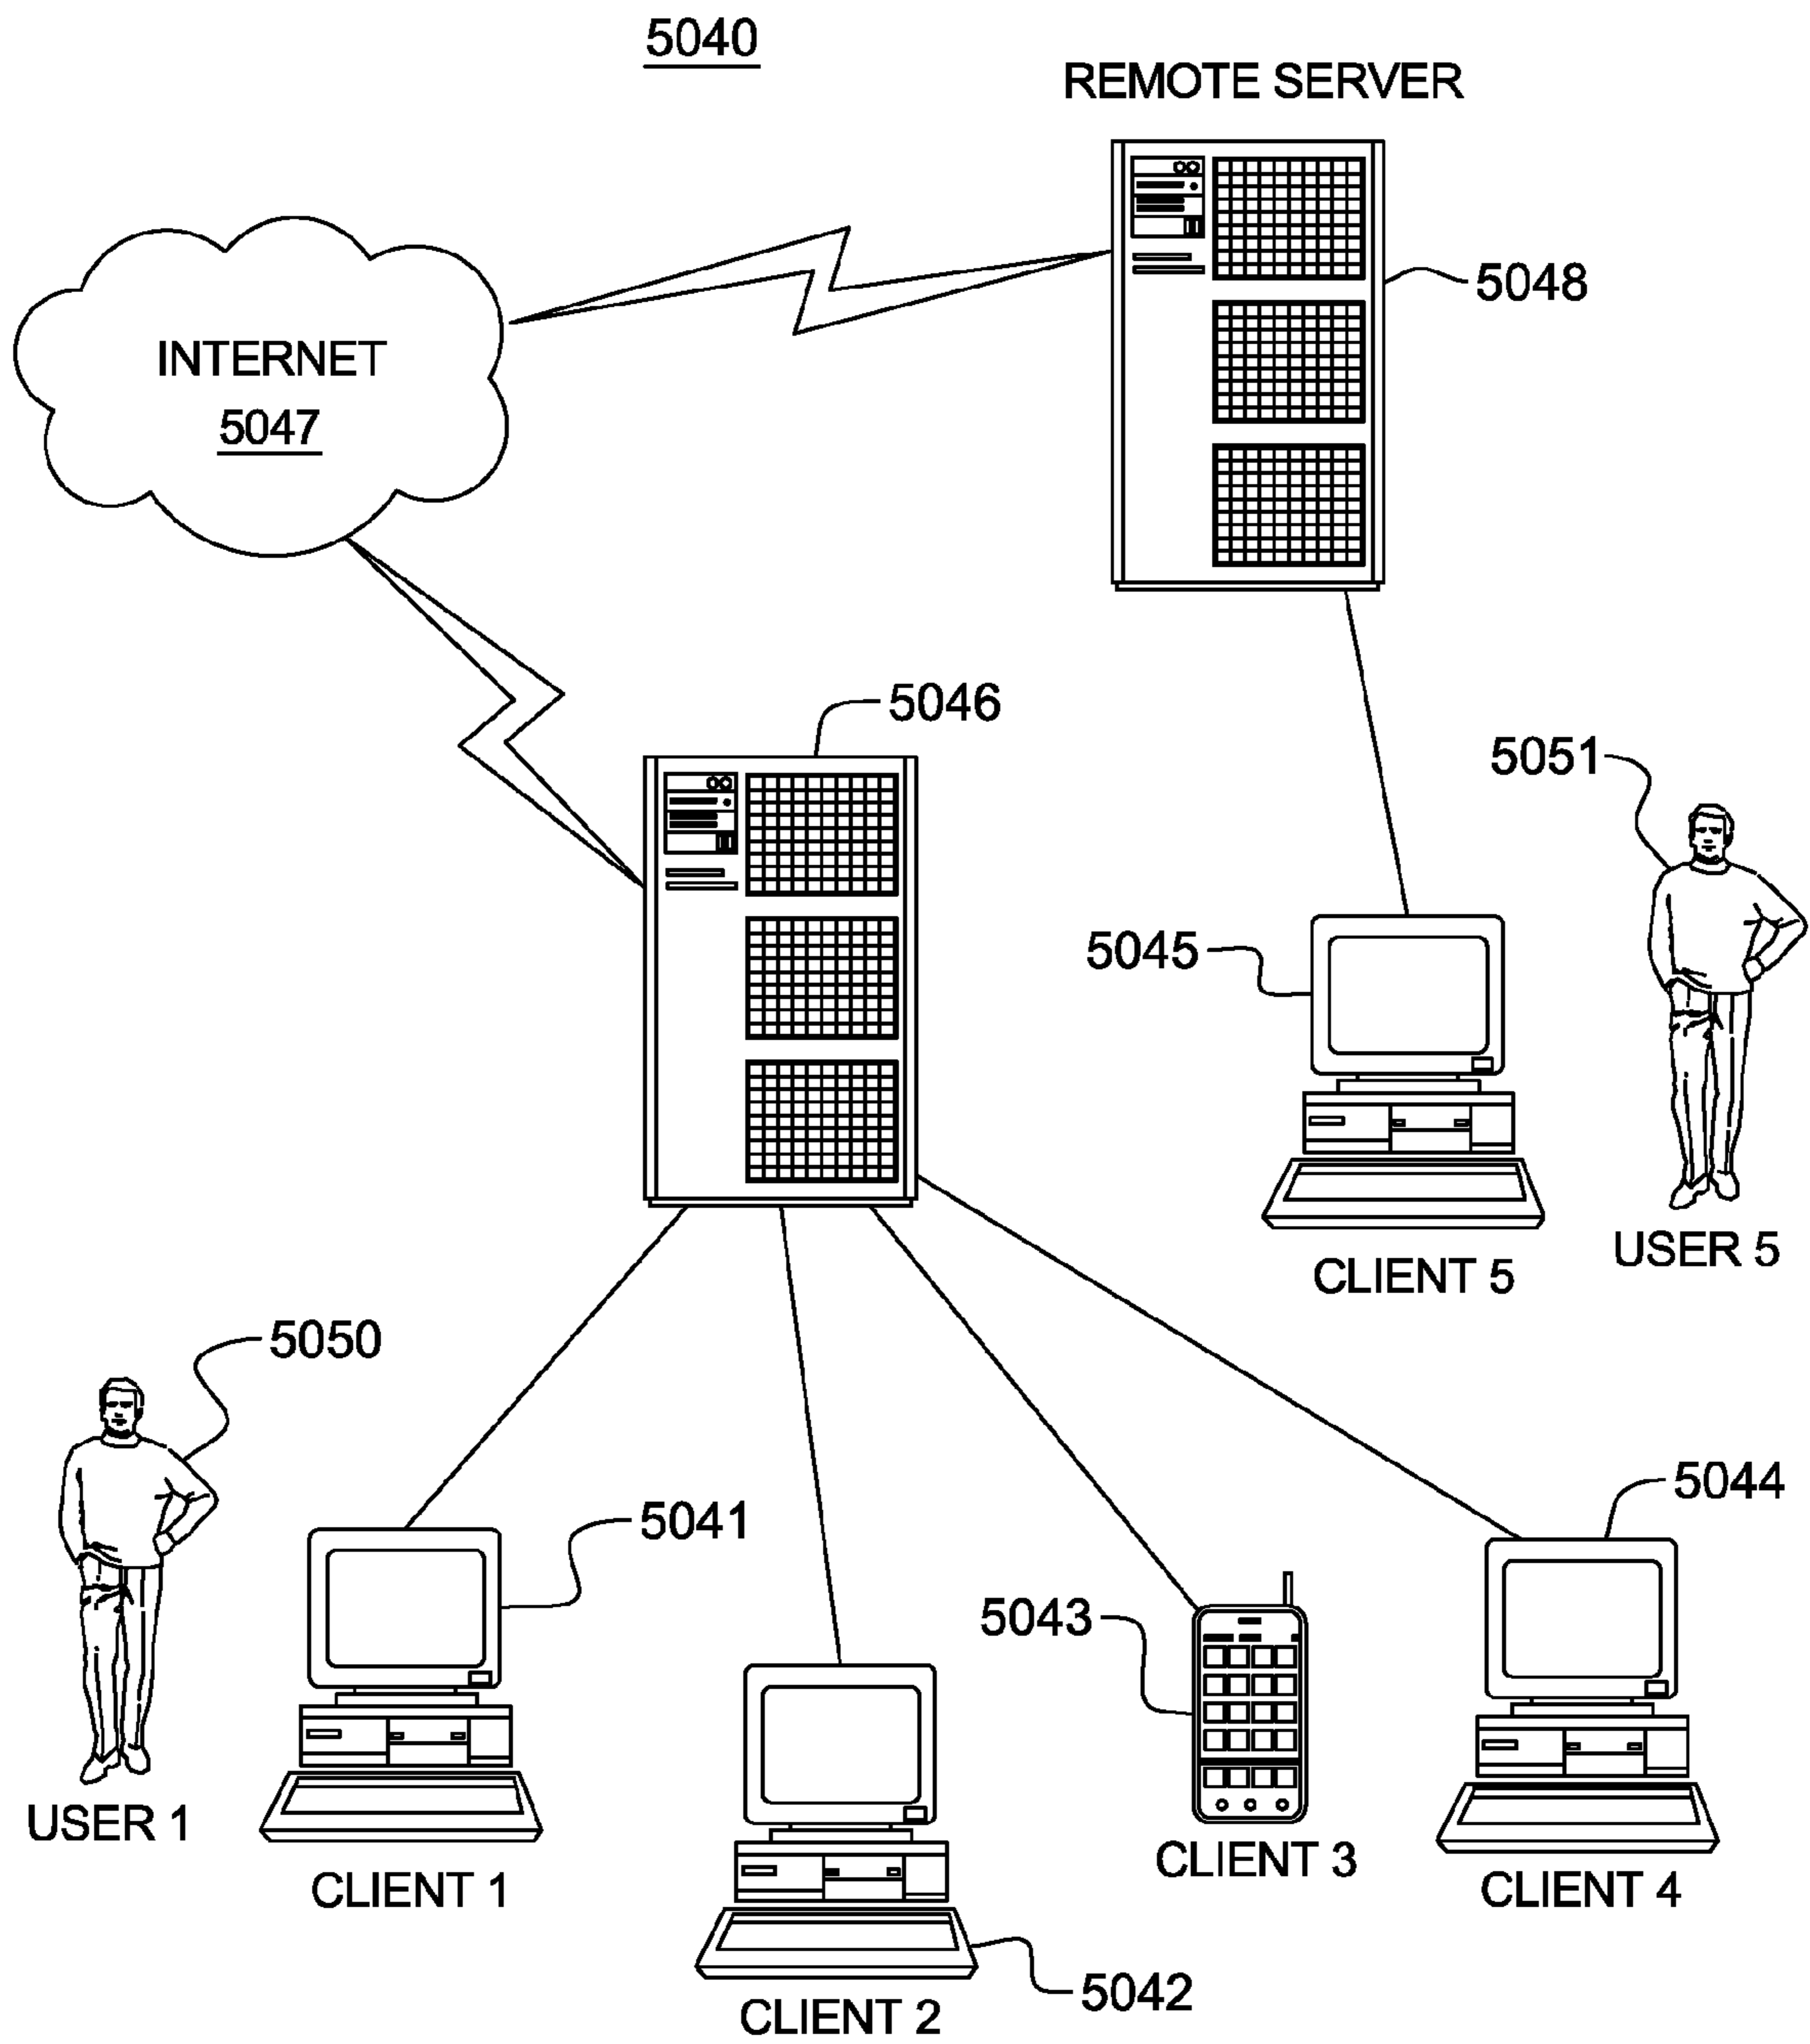 5040
REMOTE SERVER
5048
INTERNET
5047
5046
5051
5045
USER 5
CLIENT 5
5050
5041
5044
5043
USER 1
CLIENT 1
CLIENT 3
CLIENT 4
5042
CLIENT 2